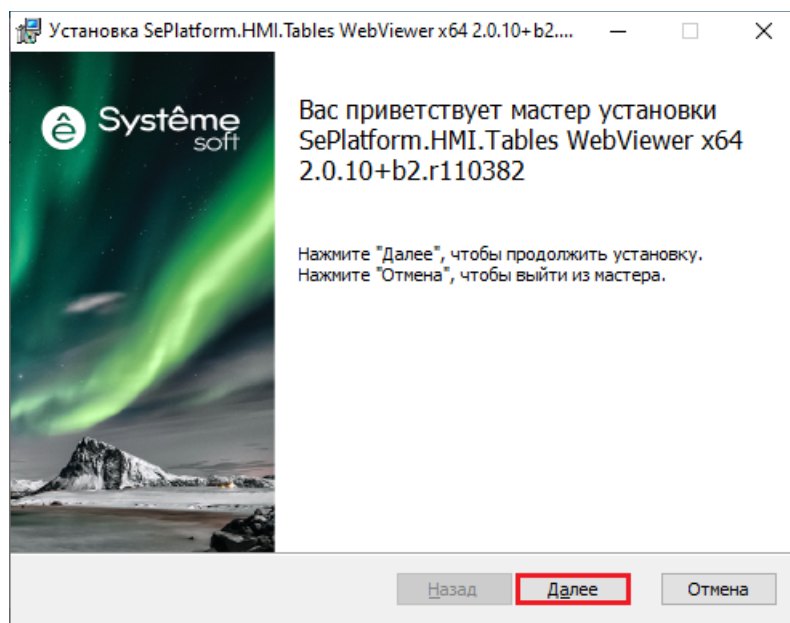 Установка SePlatform.HMI.Tables WebViewer x64 2.0.10+b2....
ê Systême
soft
Вас приветствует мастер установки
SePlatform.HMI.Tables WebViewer x64
2.0.10+b2.r110382
Нажмите "Далее", чтобы продолжить установку.
Нажмите "Отмена", чтобы выйти из мастера.
Назад Далее Отмена